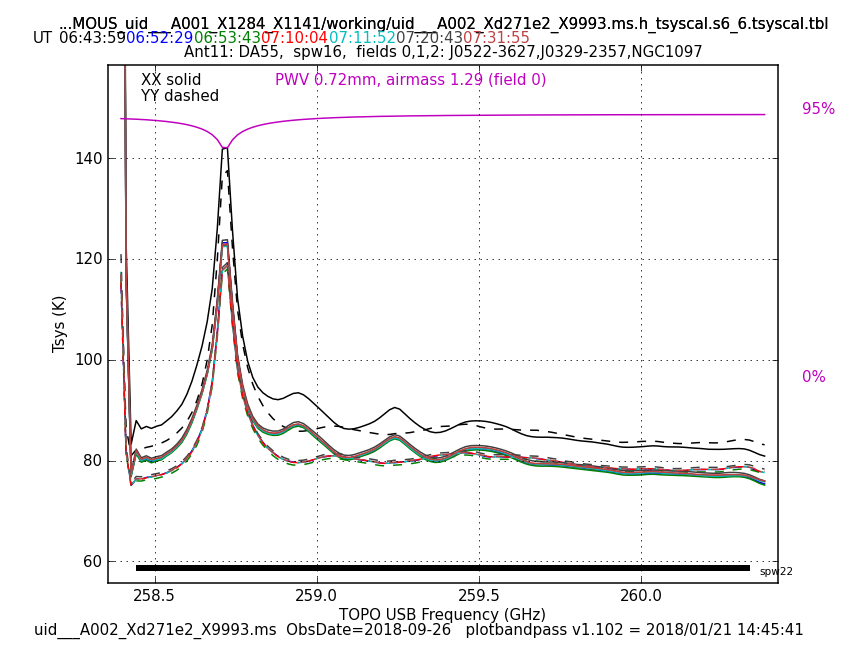 ...MOUS_uid___A001_X1284_X1141/working/uid___A002_Xd271e2_X9993.ms.h_tsyscal.s6_6.tsyscal.tbl
UT 06:43:59 06:52:29 06:53:43 07:10:04 07:11:52 07:20:43 07:31:55
Ant11: DA55, spw16, fields 0,1,2: J0522-3627,J0329-2357,NGC1097
XX solid
YY dashed
PWV 0.72mm, airmass 1.29 (field 0)
95%
0%
140
120
100
80
60
Tsys (K)
spw22
258.5 259.0 259.5 260.0
TOPO USB Frequency (GHz)
uid___A002_Xd271e2_X9993.ms ObsDate=2018-09-26 plotbandpass v1.102 = 2018/01/21 14:45:41